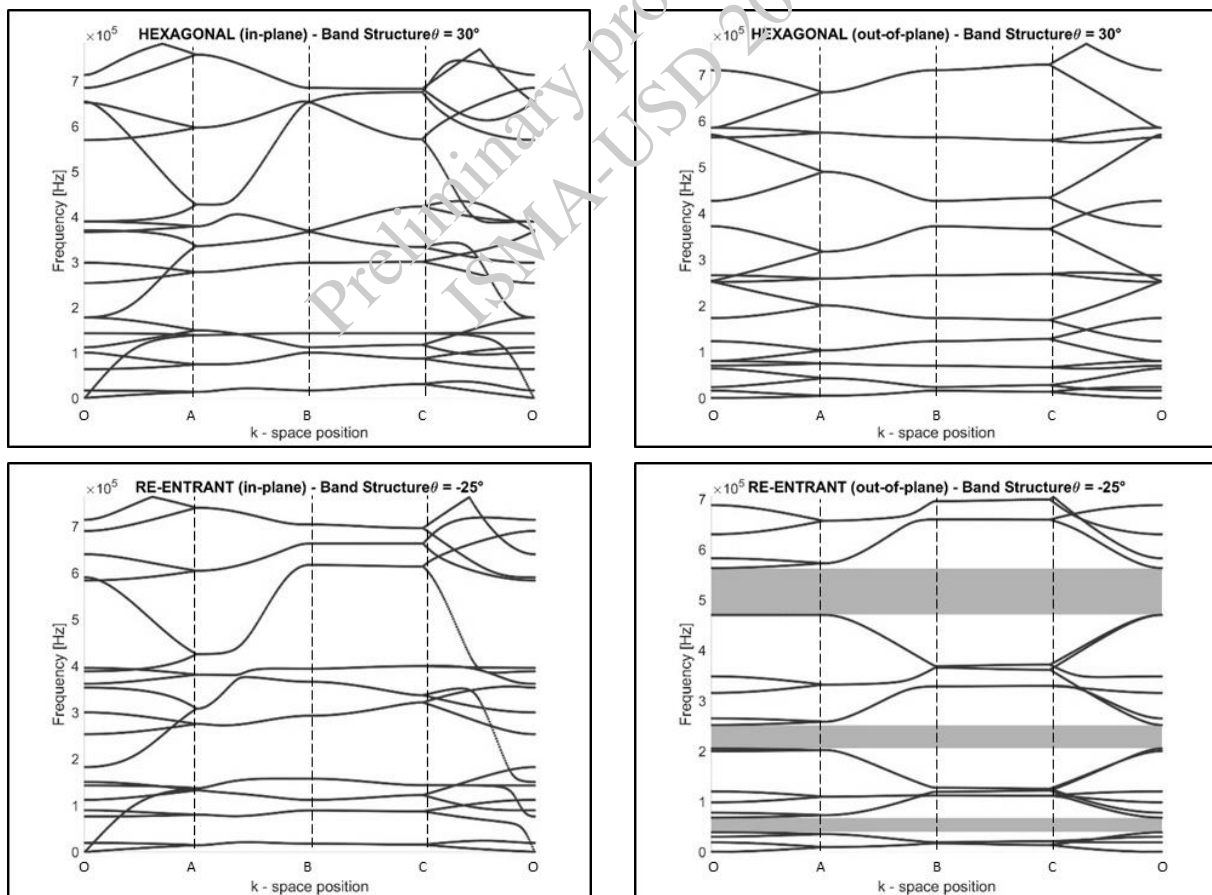 ×10⁵ HEXAGONAL (in-plane) - Band Structureθ = 30°
7
6
5
4
3
2
1
0
Frequency [Hz]
O A B C O
k - space position
×10⁵ HEXAGONAL (out-of-plane) - Band Structureθ = 30°
7
6
5
4
3
2
1
0
Frequency [Hz]
O A B C O
k - space position
Preliminary pro
ISMA-USD 20
×10⁵ RE-ENTRANT (in-plane) - Band Structureθ = -25°
7
6
5
4
3
2
1
0
Frequency [Hz]
O A B C O
k - space position
×10⁵ RE-ENTRANT (out-of-plane) - Band Structureθ = -25°
7
6
5
4
3
2
1
0
Frequency [Hz]
O A B C O
k - space position